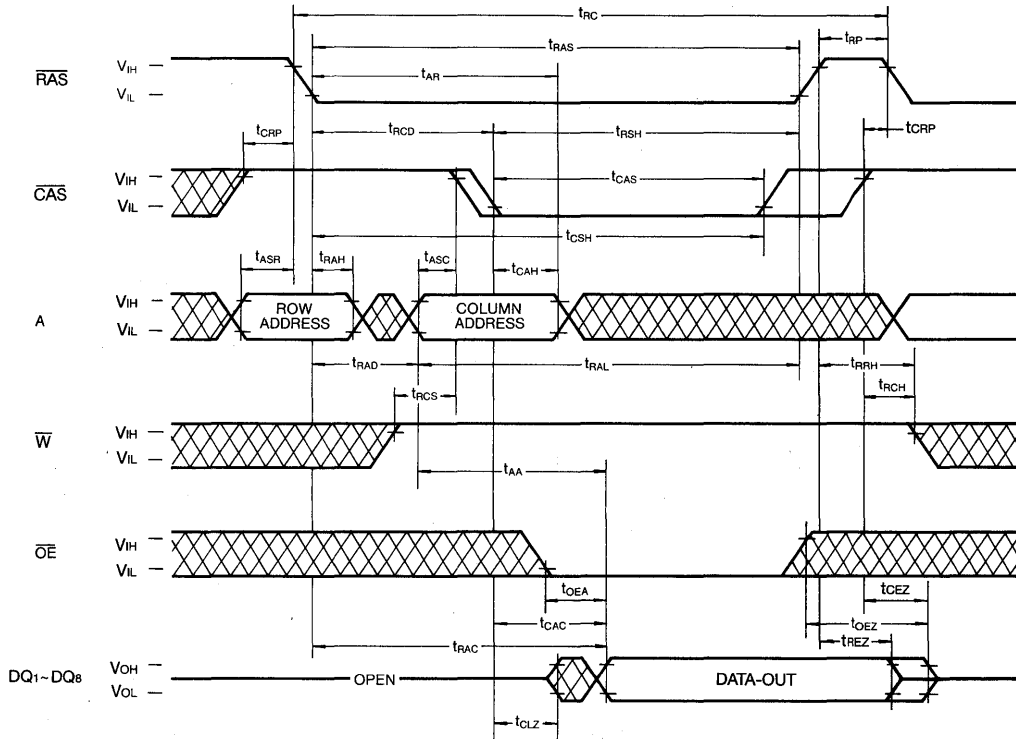 tRC
tRAS
tRP
tAR
RAS
VIH
VIL
tCRP
tRCD
tRSH
tCRP
CAS
VIH
VIL
tCAS
tCSH
tASR
tRAH
tASC
tCAH
A
VIH
VIL
ROW
ADDRESS
COLUMN
ADDRESS
tRAD
tRAL
tRRH
tRCS
tRCH
W
VIH
VIL
tAA
OE
VIH
VIL
tOEA
tCEZ
tCAC
tOEZ
tRAC
tREZ
DQ1~DQ8
VOH
VOL
OPEN
DATA-OUT
tCLZ